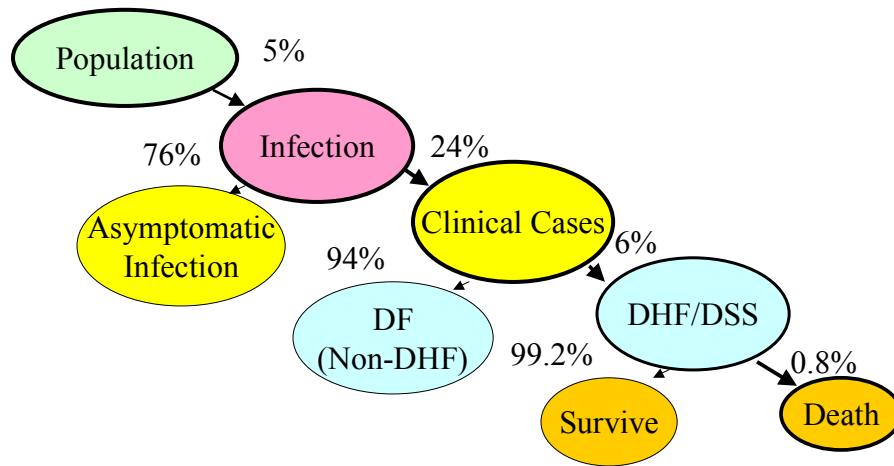 Population
5%
Infection
76%
24%
Asymptomatic
Infection
Clinical Cases
94%
6%
DF
(Non-DHF)
DHF/DSS
99.2%
0.8%
Survive
Death